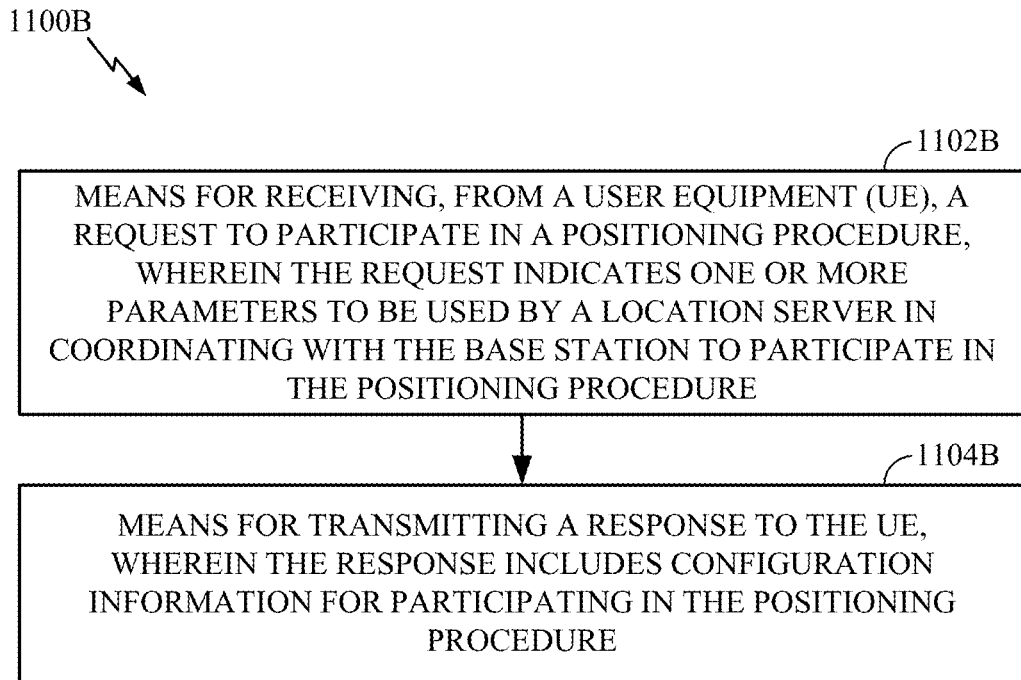 1100B
1102B
MEANS FOR RECEIVING, FROM A USER EQUIPMENT (UE), A
REQUEST TO PARTICIPATE IN A POSITIONING PROCEDURE,
WHEREIN THE REQUEST INDICATES ONE OR MORE
PARAMETERS TO BE USED BY A LOCATION SERVER IN
COORDINATING WITH THE BASE STATION TO PARTICIPATE IN
THE POSITIONING PROCEDURE
1104B
MEANS FOR TRANSMITTING A RESPONSE TO THE UE,
WHEREIN THE RESPONSE INCLUDES CONFIGURATION
INFORMATION FOR PARTICIPATING IN THE POSITIONING
PROCEDURE